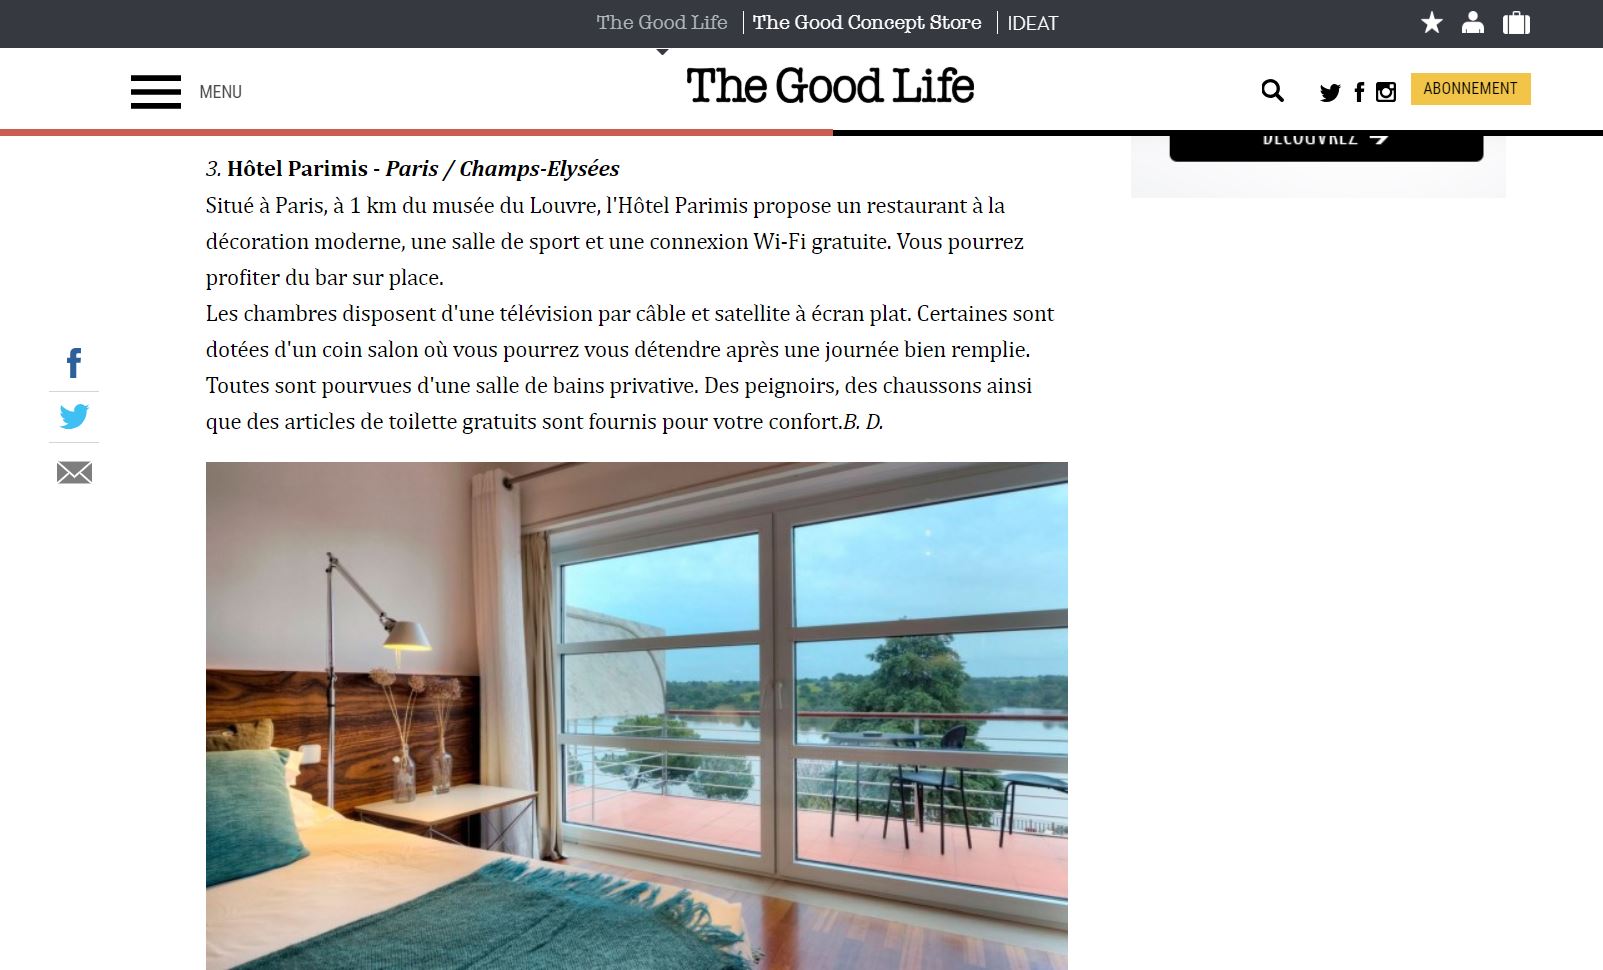 The Good Life
The Good Concept Store
IDEAT
MENU
The Good Life
ABONNEMENT
DÉCOUVREZ
3. Hôtel Parimis - Paris / Champs-Elysées
Situé à Paris, à 1 km du musée du Louvre, l'Hôtel Parimis propose un restaurant à la
décoration moderne, une salle de sport et une connexion Wi-Fi gratuite. Vous pourrez
profiter du bar sur place.
Les chambres disposent d'une télévision par câble et satellite à écran plat. Certaines sont
dotées d'un coin salon où vous pourrez vous détendre après une journée bien remplie.
Toutes sont pourvues d'une salle de bains privative. Des peignoirs, des chaussons ainsi
que des articles de toilette gratuits sont fournis pour votre confort.B. D.